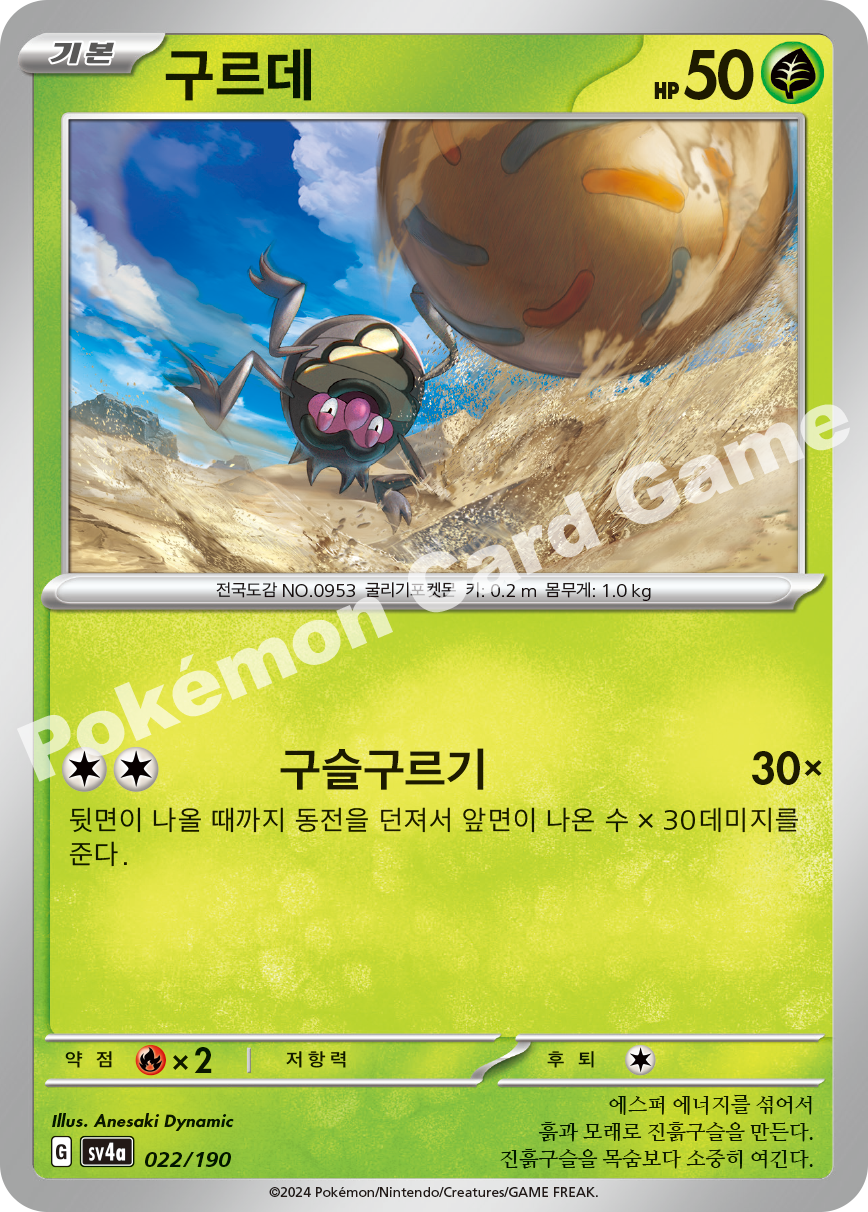 기본
구르데
HP 50
전국도감 NO.0953 굴리기포켓몬 키: 0.2 m 몸무게: 1.0 kg
Pokémon Card Game
구슬구르기 30×
뒷면이 나올 때까지 동전을 던져서 앞면이 나온 수 × 30데미지를
준다.
약점 ×2 저항력 후퇴
에스퍼 에너지를 섞어서
흙과 모래로 진흙구슬을 만든다.
진흙구슬을 목숨보다 소중히 여긴다.
Illus. Anesaki Dynamic
G sv4a 022/190
©2024 Pokémon/Nintendo/Creatures/GAME FREAK.